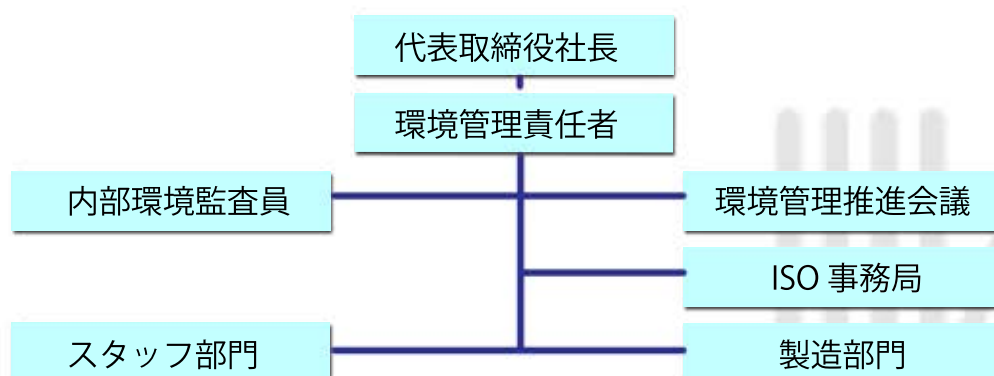 代表取締役社長
環境管理責任者
内部環境監査員
環境管理推進会議
ISO 事務局
スタッフ部門
製造部門